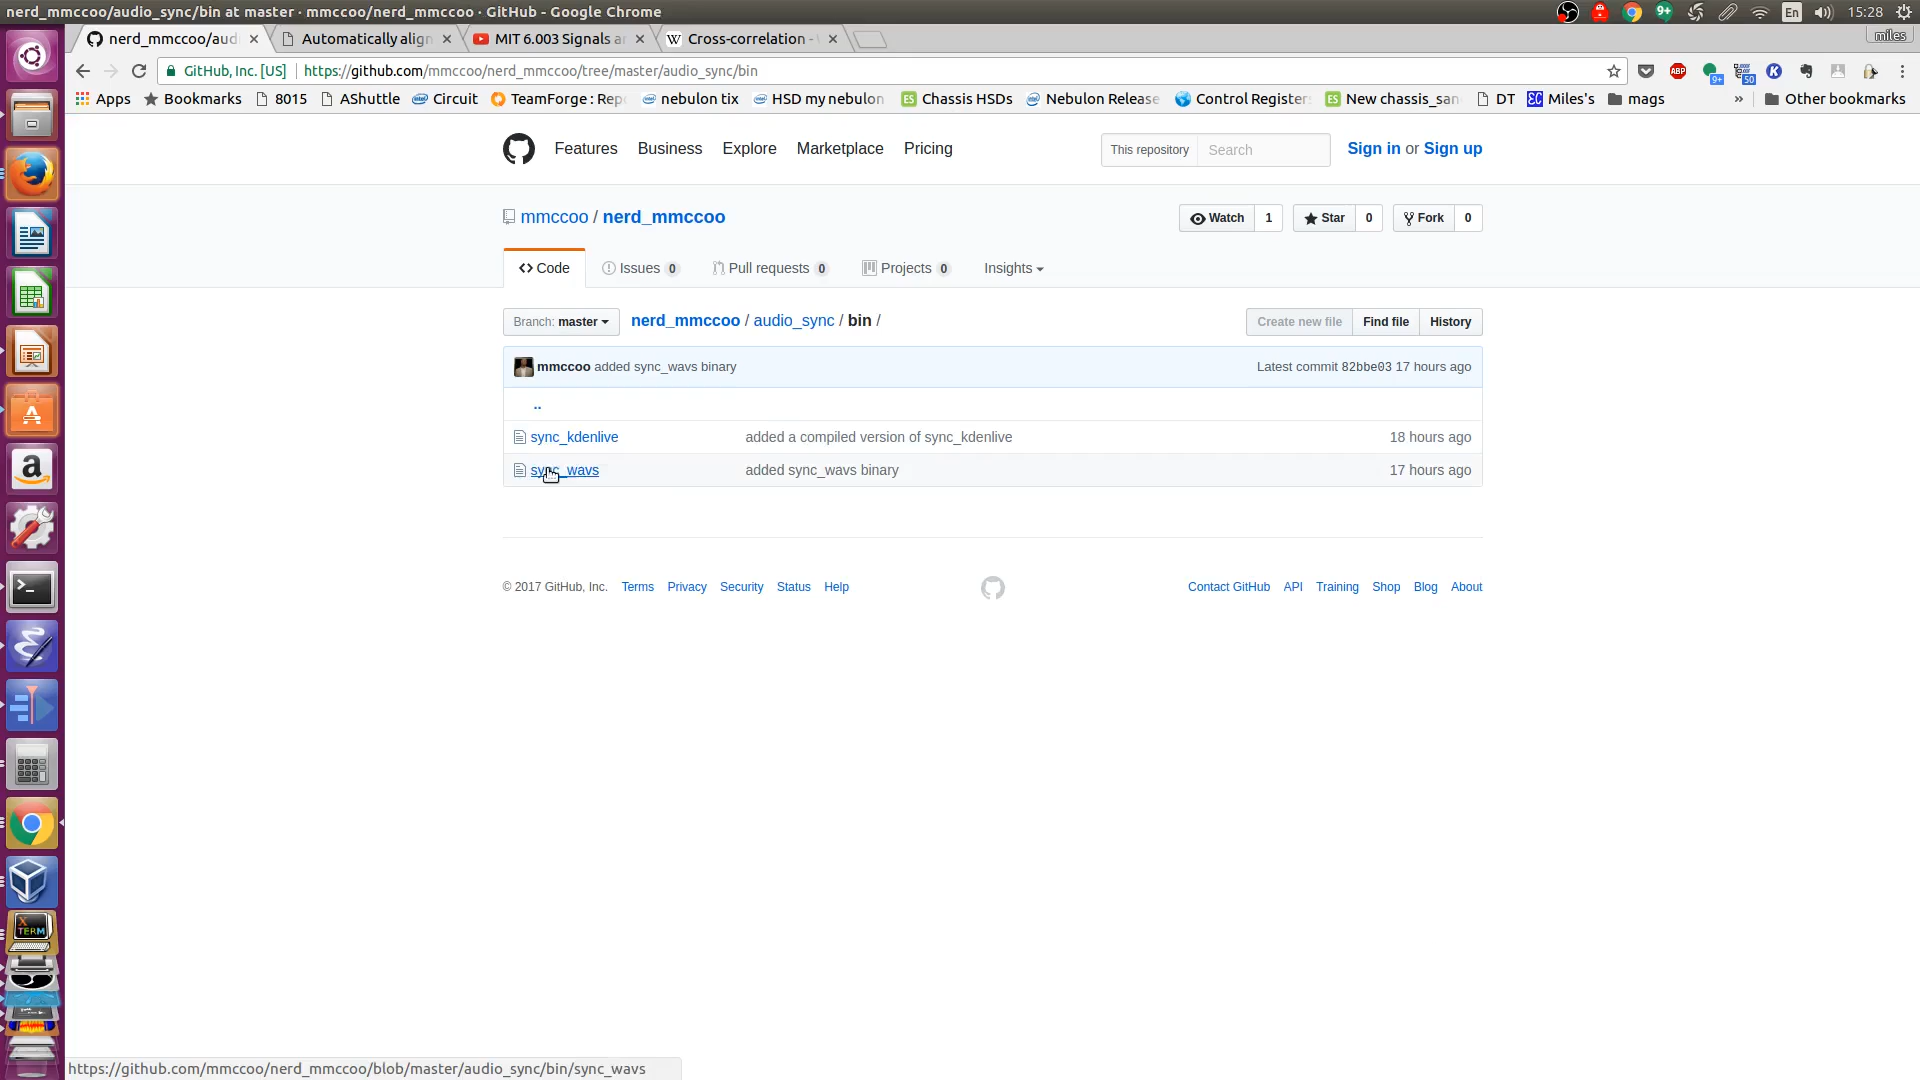 nerd_mmccoo/audio_sync/bin at master · mmccoo/nerd_mmccoo · GitHub - Google Chrome
9+ En 15:28
nerd_mmccoo/aud Automatically align MIT 6.003 Signals a Cross-correlation - miles
GitHub, Inc. [US] https://github.com/mmccoo/nerd_mmccoo/tree/master/audio_sync/bin ABP 9+ 50 K
Apps Bookmarks 8015 AShuttle Circuit TeamForge : Rep nebulon tix HSD my nebulon ES Chassis HSDs Nebulon Release Control Register ES New chassis_san DT Miles's mags » Other bookmarks
Features Business Explore Marketplace Pricing This repository Search Sign in or Sign up
mmccoo / nerd_mmccoo Watch 1 Star 0 Fork 0
Code Issues 0 Pull requests 0 Projects 0 Insights
Branch: master nerd_mmccoo / audio_sync / bin / Create new file Find file History
mmccoo added sync_wavs binary Latest commit 82bbe03 17 hours ago
..
sync_kdenlive added a compiled version of sync_kdenlive 18 hours ago
sync_wavs added sync_wavs binary 17 hours ago
© 2017 GitHub, Inc. Terms Privacy Security Status Help Contact GitHub API Training Shop Blog About
X TERM
https://github.com/mmccoo/nerd_mmccoo/blob/master/audio_sync/bin/sync_wavs